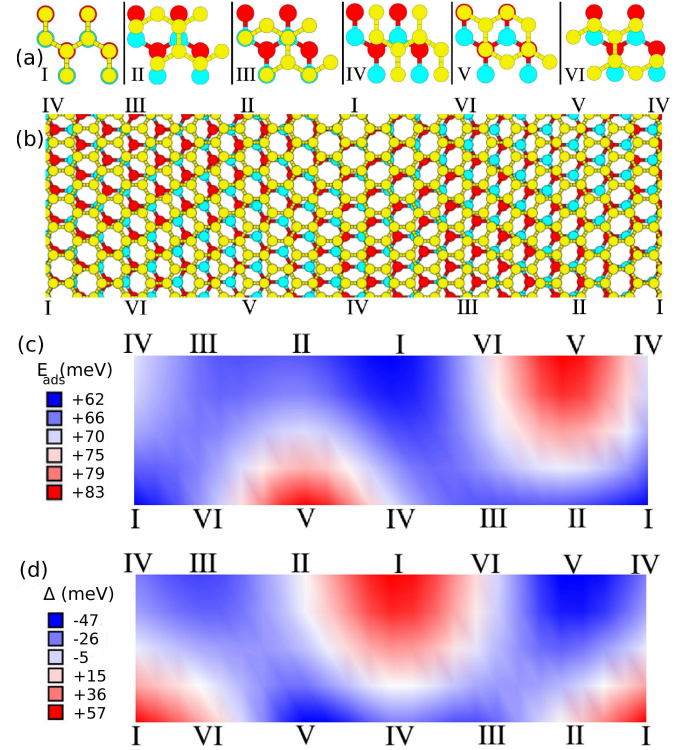 (a)
I II III IV V VI
IV III II I VI V IV
(b)
I VI V IV III II I
(c)
IV III II I VI V IV
E_ads (meV)
+62
+66
+70
+75
+79
+83
I VI V IV III II I
(d)
IV III II I VI V IV
Δ (meV)
-47
-26
-5
+15
+36
+57
I VI V IV III II I